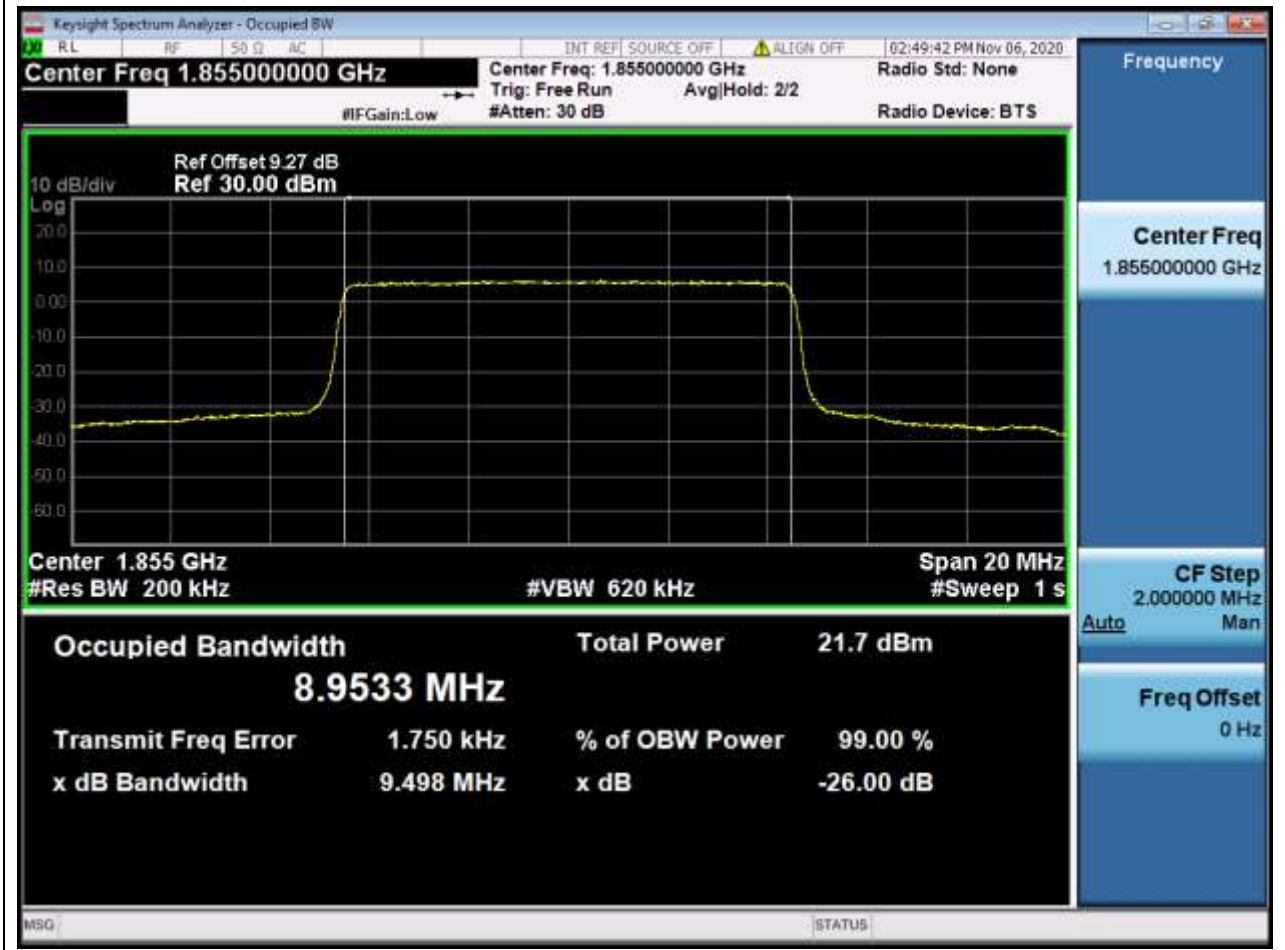 Keysight Spectrum Analyzer - Occupied BW
LXI RL RF 50 Ω AC INT REF SOURCE OFF ALIGN OFF 02:49:42 PM Nov 06, 2020
Center Freq 1.855000000 GHz Center Freq: 1.855000000 GHz Radio Std: None
Trig: Free Run Avg|Hold: 2/2
#IFGain:Low #Atten: 30 dB Radio Device: BTS
Ref Offset 9.27 dB
10 dB/div Ref 30.00 dBm
Log
20.0
10.0
0.00
-10.0
-20.0
-30.0
-40.0
-50.0
-60.0
Center 1.855 GHz Span 20 MHz
#Res BW 200 kHz #VBW 620 kHz #Sweep 1 s
Occupied Bandwidth Total Power 21.7 dBm
8.9533 MHz
Transmit Freq Error 1.750 kHz % of OBW Power 99.00 %
x dB Bandwidth 9.498 MHz x dB -26.00 dB
MSG STATUS
Frequency
Center Freq
1.855000000 GHz
CF Step
2.000000 MHz
Auto Man
Freq Offset
0 Hz